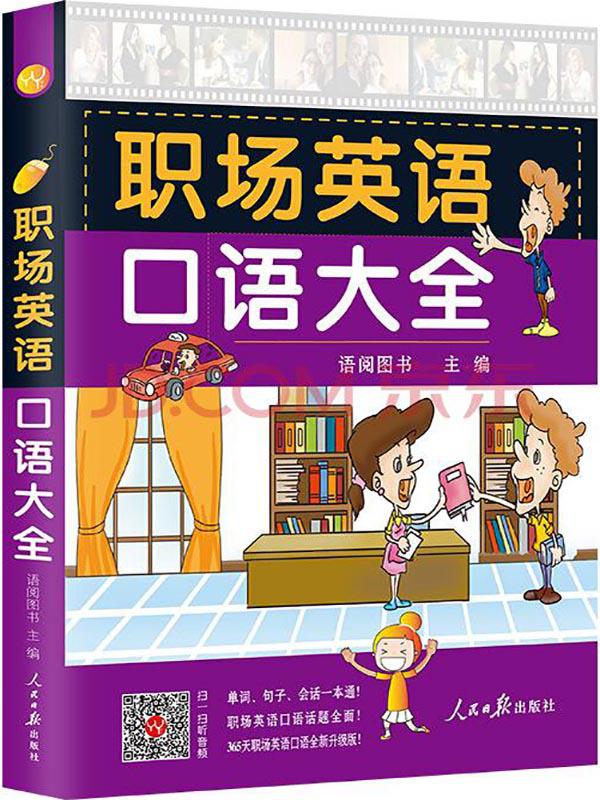 职场英语
口语大全
语阅图书 主编
JD.COM 京东
职场英语
口语大全
语阅图书 主编
人民日报出版社
扫一扫听音频
单词、句子、会话一本通！
职场英语口语话题全面！
365天职场英语口语全新升级版！
人民日报出版社